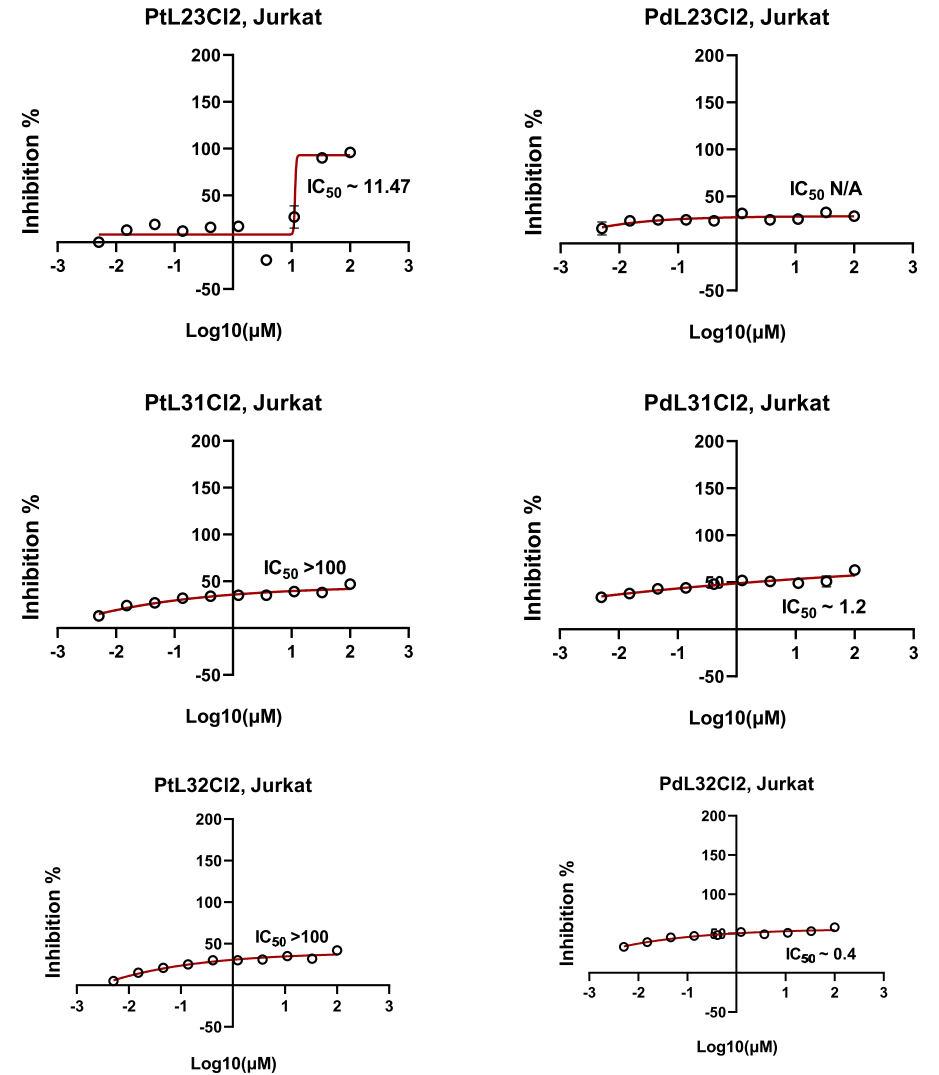 PtL23Cl2, Jurkat
200
150
100
50
-50
Inhibition %
IC50 ~ 11.47
-3 -2 -1 1 2 3
Log10(µM)
PdL23Cl2, Jurkat
200
150
100
50
-50
Inhibition %
IC50 N/A
-3 -2 -1 1 2 3
Log10(µM)
PtL31Cl2, Jurkat
200
150
100
50
-50
Inhibition %
IC50 >100
-3 -2 -1 1 2 3
Log10(µM)
PdL31Cl2, Jurkat
200
150
100
50
-50
Inhibition %
IC50 ~ 1.2
-3 -2 -1 1 2 3
Log10(µM)
PtL32Cl2, Jurkat
200
150
100
50
-50
Inhibition %
IC50 >100
-3 -2 -1 1 2 3
Log10(µM)
PdL32Cl2, Jurkat
200
150
100
50
-50
Inhibition %
IC50 ~ 0.4
-3 -2 -1 1 2 3
Log10(µM)